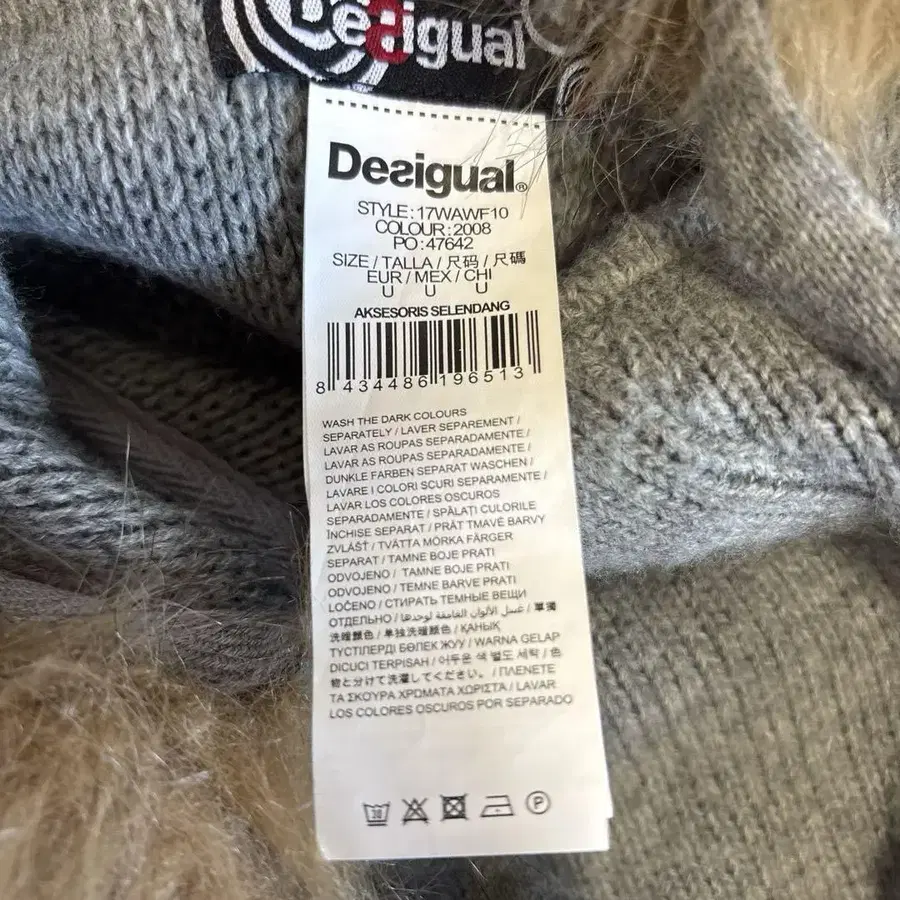 Desigual
Desigual®
STYLE:17WAWF10
COLOUR:2008
PO:47642
SIZE / TALLA / 尺码 / 尺碼
EUR / MEX / CHI
U U U
AKSESORIS SELENDANG
8 434486 196513
WASH THE DARK COLOURS
SEPARATELY / LAVER SEPAREMENT /
LAVAR AS ROUPAS SEPARADAMENTE /
DUNKLE FARBEN SEPARAT WASCHEN /
LAVARE I COLORI SCURI SEPARAMENTE /
LAVAR LOS COLORES OSCUROS
SEPARADAMENTE / SPĂLAȚI CULORILE
ÎNCHISE SEPARAT / PRÁT TMAVÉ BARVY
ZVLÁŠŤ / TVÄTTA MÖRKA FÄRGER
SEPARAT / TAMNE BOJE PRATI
ODVOJENO / TAMNE BOJE PRATI
ODVOJENO / TEMNE BARVE PRATI
LOČENO / СТИРАТЬ ТЕМНЫЕ ВЕЩИ
ОТДЕЛЬНО / غسل الألوان الغامقة لوحدها / 單獨
洗暗顏色 / 单独洗暗颜色 / ҚАНЫҚ
ТҮСТІЛЕРДІ БӨЛЕК ЖУУ / WARNA GELAP
DICUCI TERPISAH / 어두운 색 별도 세탁 / 色
物と分けて洗濯してください。 / ΠΛΕΝΕΤΕ
ΤΑ ΣΚΟΥΡΑ ΧΡΩΜΑΤΑ ΧΩΡΙΣΤΑ / LAVAR
LOS COLORES OSCUROS POR SEPARADO
30
P